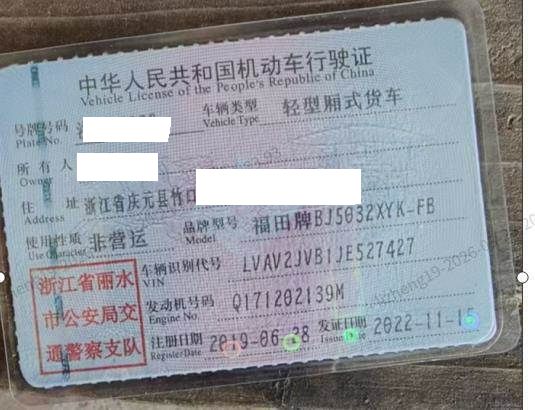 中华人民共和国机动车行驶证
Vehicle License of the People's Republic of China
号牌号码 车辆类型 轻型厢式货车
Plate No. Vehicle Type
所有人
Owner
住址 浙江省庆元县竹口
Address
使用性质 非营运 品牌型号 福田牌BJ5032XYK-FB
Use Character Model
浙江省丽水
市公安局交
通警察支队
车辆识别代号 LVAV2JVB1JE527427
VIN
发动机号码 Q171202139M
Engine No.
注册日期 2019-06-28 发证日期 2022-11-15
Register Date Issue Date